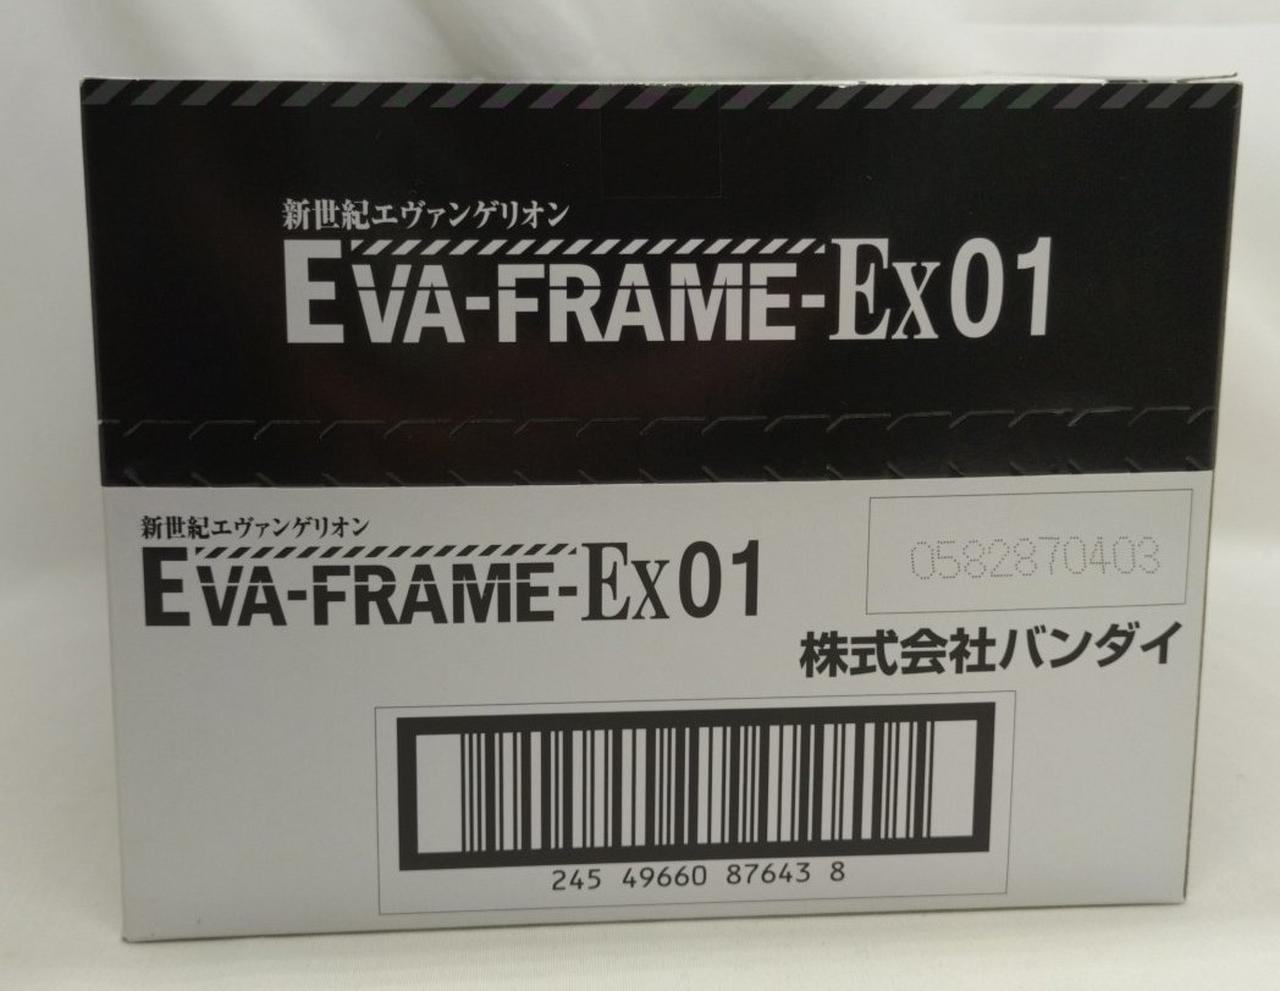 新世紀エヴァンゲリオン
EVA-FRAME-Ex01
新世紀エヴァンゲリオン
EVA-FRAME-Ex01
0582870403
株式会社バンダイ
245 49660 87643 8